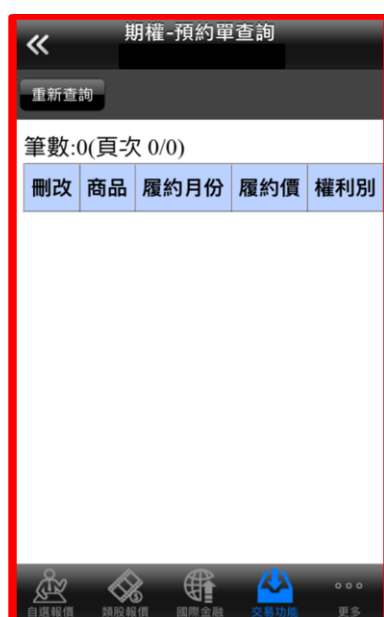 期權-預約單查詢
重新查詢
筆數:0(頁次 0/0)
刪改 商品 履約月份 履約價 權利別
自選報價 類股報價 國際金融 交易功能 更多